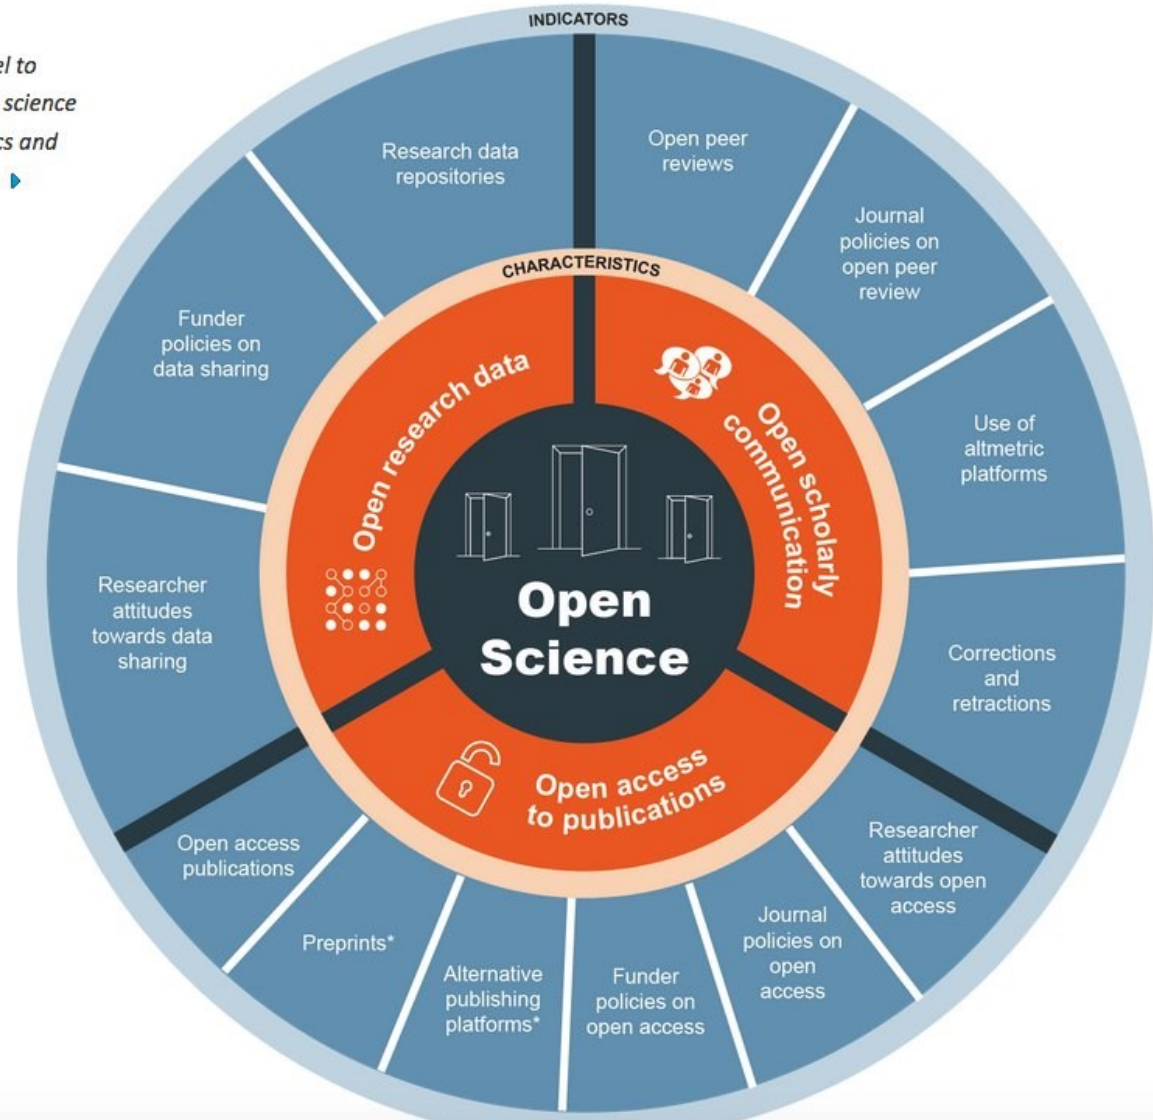 el to
science
cs and
INDICATORS
Research data
repositories
Open peer
reviews
Journal
policies on
open peer
review
Use of
altmetric
platforms
Corrections
and
retractions
Researcher
attitudes
towards open
access
Journal
policies on
open
access
Funder
policies on
open access
Alternative
publishing
platforms*
Preprints*
Open access
publications
Researcher
attitudes
towards data
sharing
Funder
policies on
data sharing
CHARACTERISTICS
Open research data
Open scholarly
communication
Open access
to publications
Open
Science